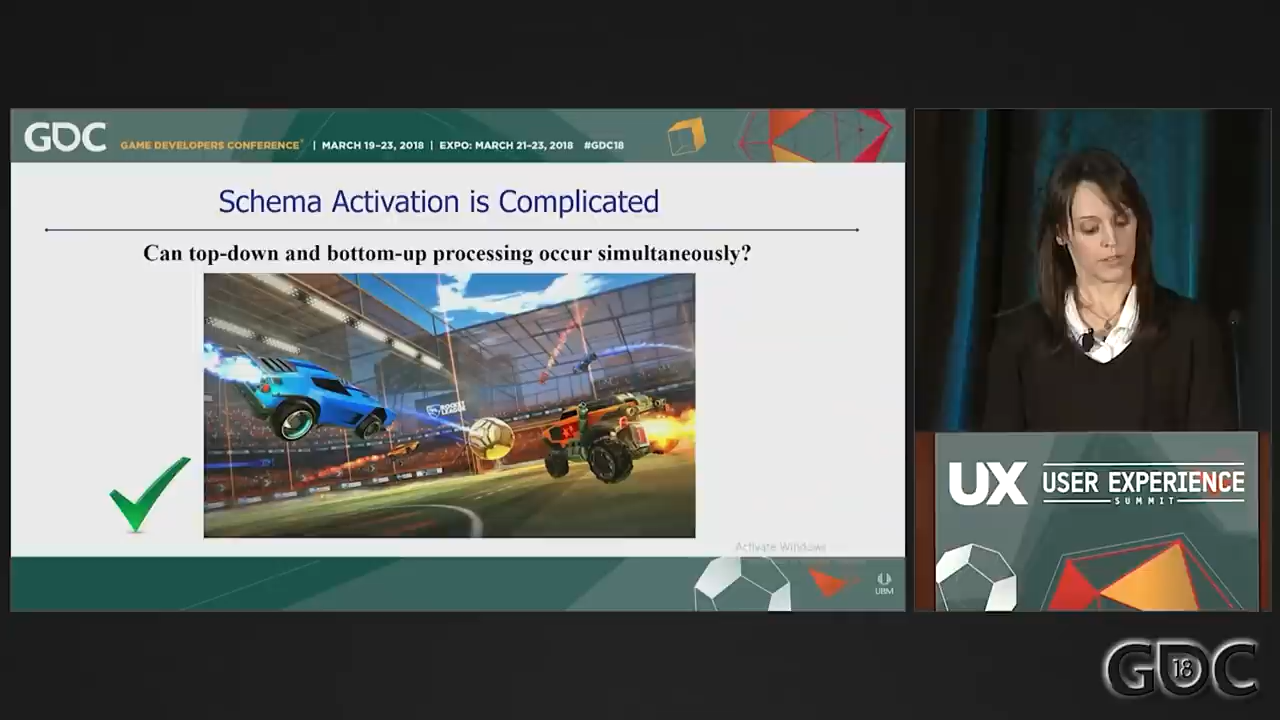 GDC GAME DEVELOPERS CONFERENCE® | MARCH 19–23, 2018 | EXPO: MARCH 21–23, 2018 #GDC18
Schema Activation is Complicated
Can top-down and bottom-up processing occur simultaneously?
ROCKET
LEAGUE
Activate Windows
UBM
UX USER EXPERIENCE
SUMMIT
GDC
18